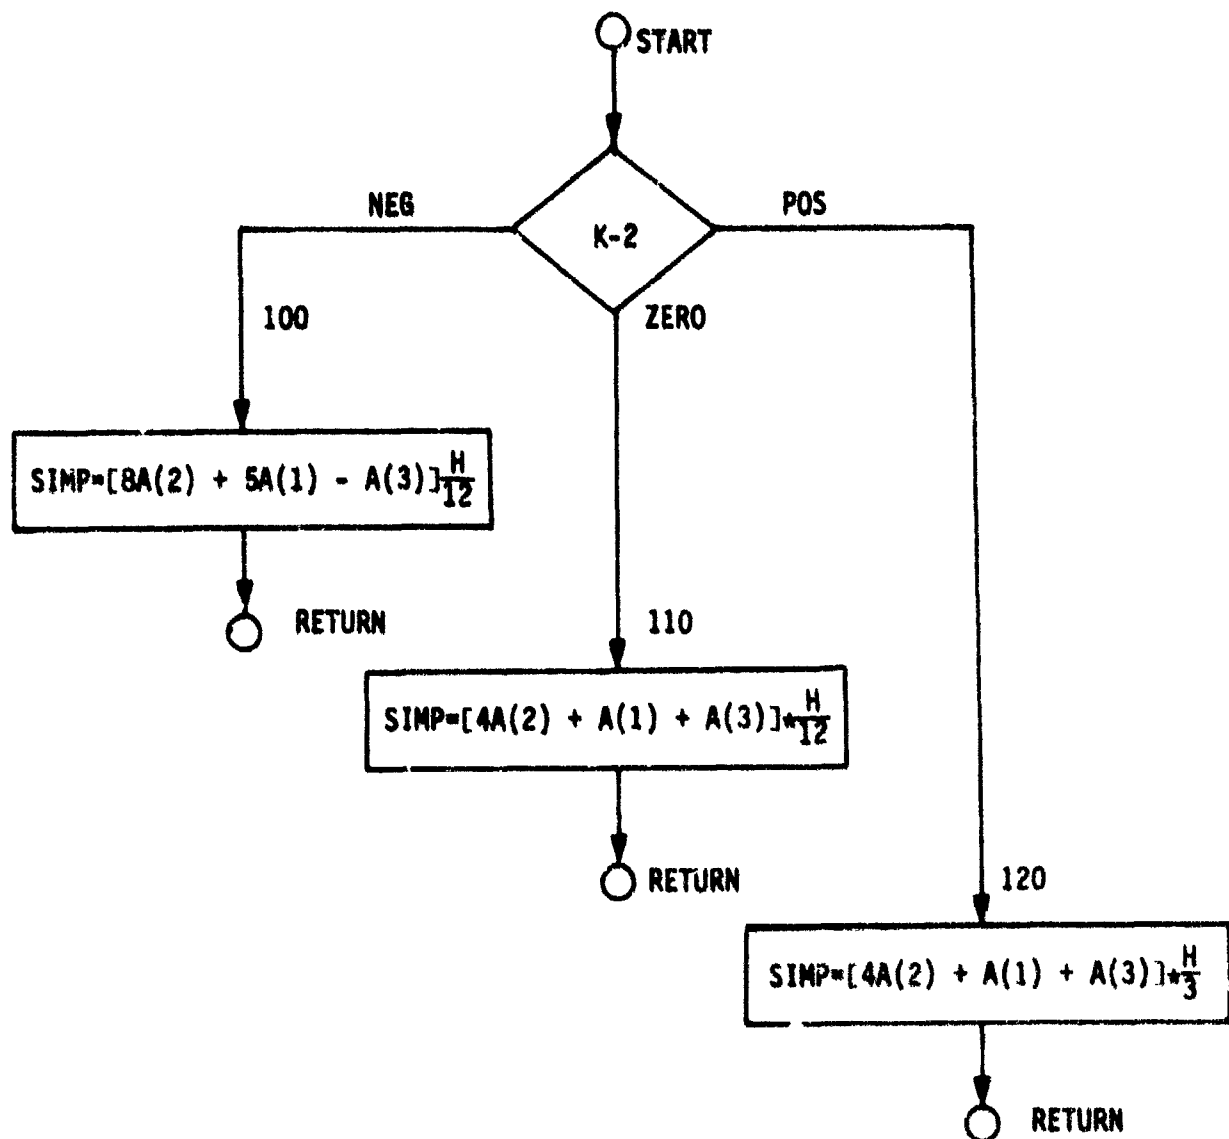 START
NEG
POS
K-2
100
ZERO
SIMP=[8A(2) + 5A(1) - A(3)]H/12
RETURN
110
SIMP=[4A(2) + A(1) + A(3)]*H/12
RETURN
120
SIMP=[4A(2) + A(1) + A(3)]*H/3
RETURN